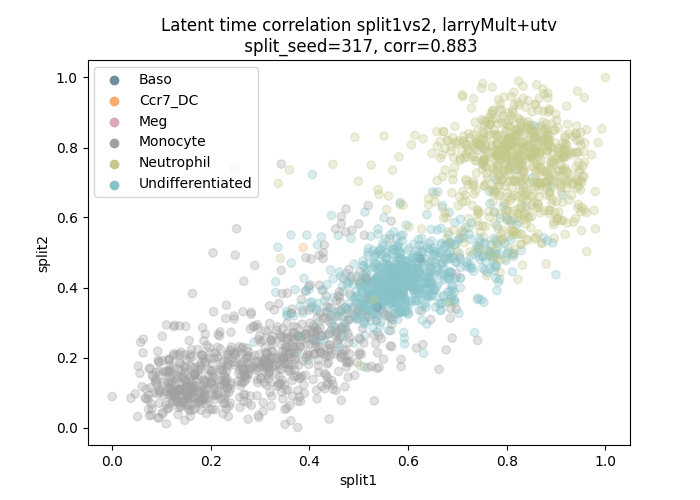 Latent time correlation split1vs2, larryMult+utv
split_seed=317, corr=0.883
1.0
0.8
0.6
0.4
0.2
0.0
split2
Baso
Ccr7_DC
Meg
Monocyte
Neutrophil
Undifferentiated
0.0 0.2 0.4 0.6 0.8 1.0
split1